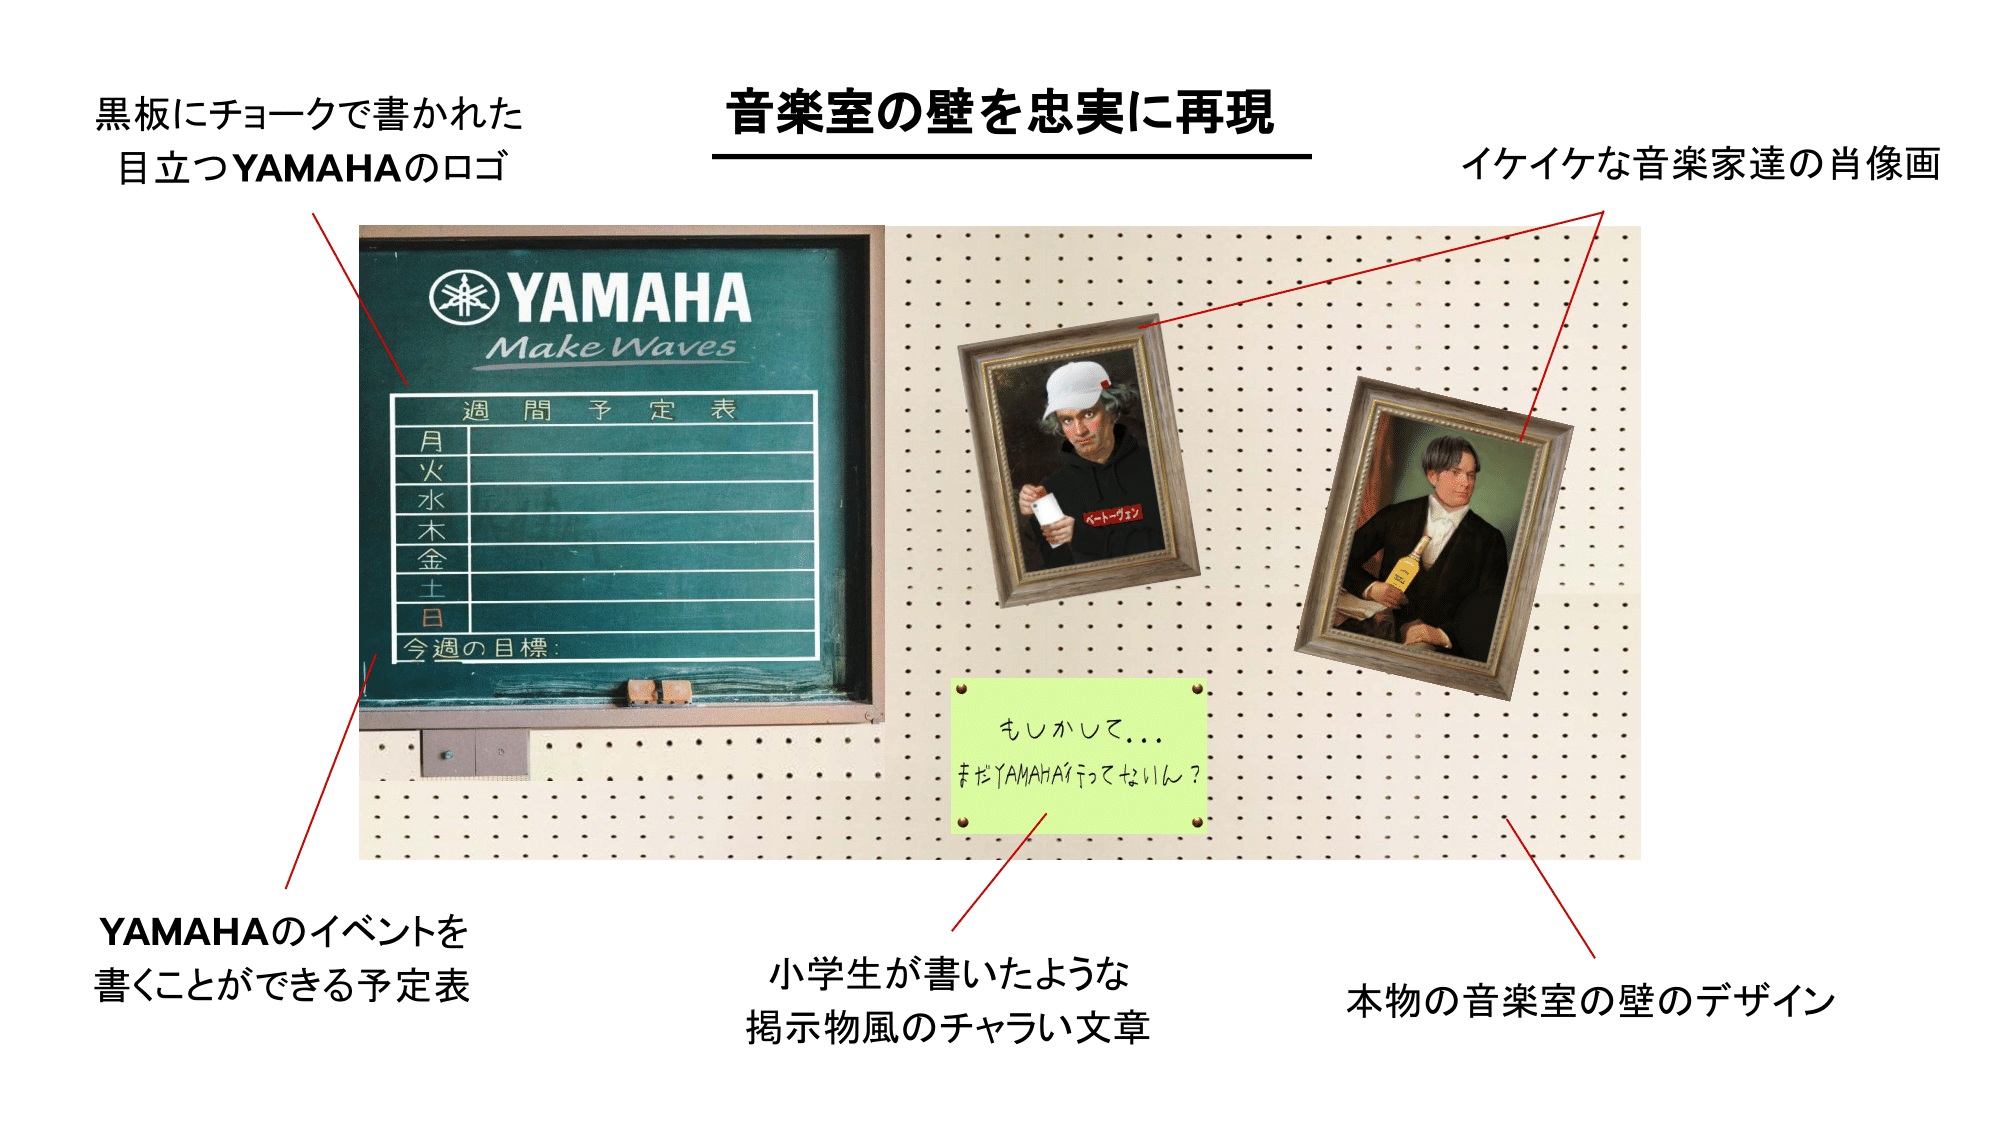 音楽室の壁を忠実に再現
黒板にチョークで書かれた
目立つYAMAHAのロゴ
イケイケな音楽家達の肖像画
YAMAHA
Make Waves
週間予定表
月
火
水
木
金
土
日
今週の目標:
ベートーヴェン
もしかして...
まだYAMAHA行ってないん?
YAMAHAのイベントを
書くことができる予定表
小学生が書いたような
掲示物風のチャラい文章
本物の音楽室の壁のデザイン